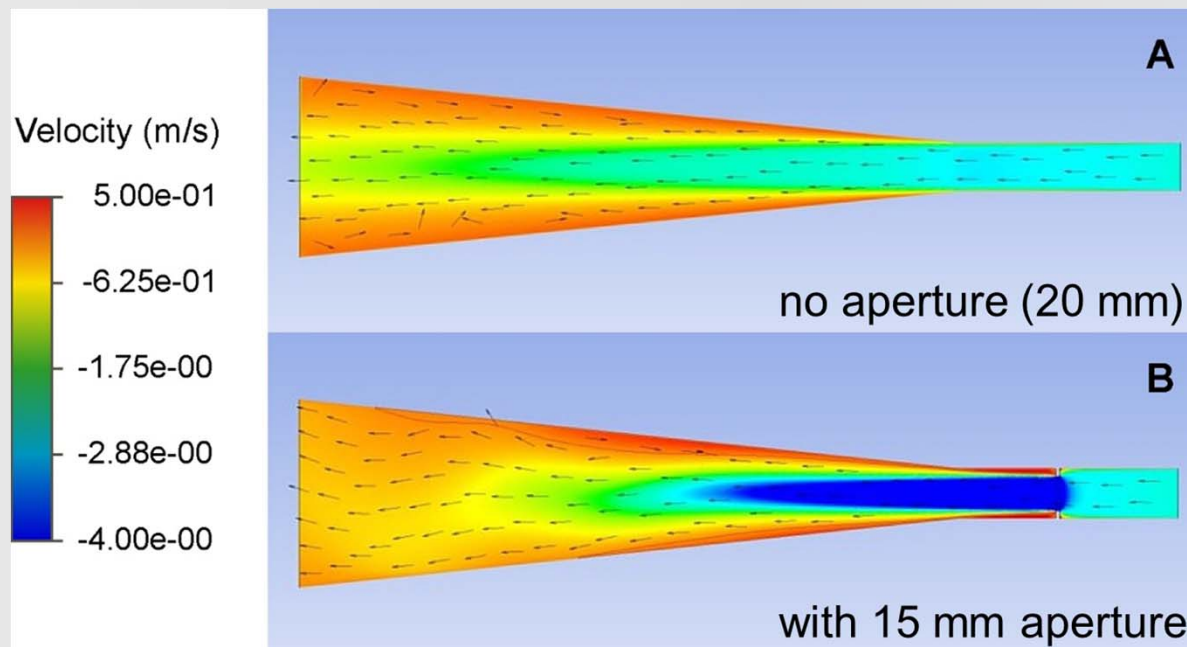 Velocity (m/s)
5.00e-01
-6.25e-01
-1.75e-00
-2.88e-00
-4.00e-00
A
no aperture (20 mm)
B
with 15 mm aperture